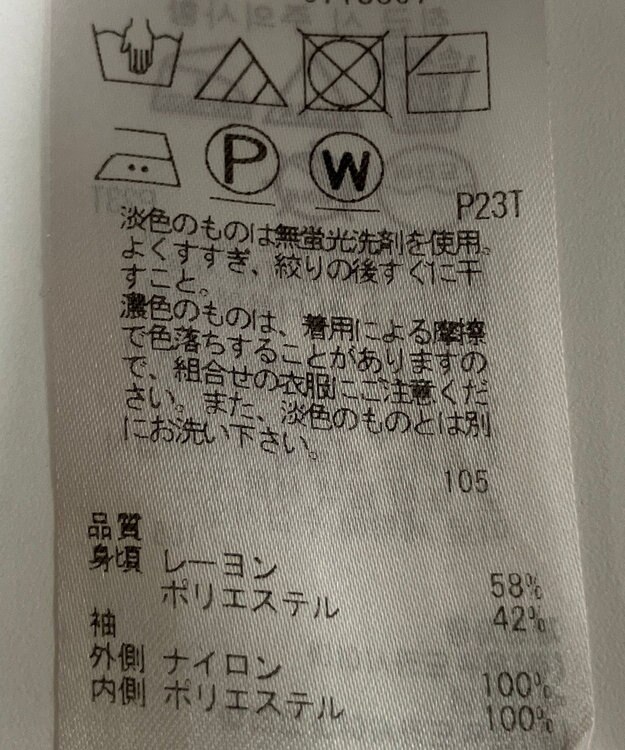 P
W
P23T
淡色のものは無蛍光洗剤を使用。
よくすすぎ、絞りの後すぐに干
すこと。
濃色のものは、着用による摩擦
で色落ちすることがありますの
で、組合せの衣服にご注意くだ
さい。また、淡色のものとは別
にお洗い下さい。
105
品質
身頃 レーヨン 58%
ポリエステル 42%
袖
外側 ナイロン 100%
内側 ポリエステル 100%